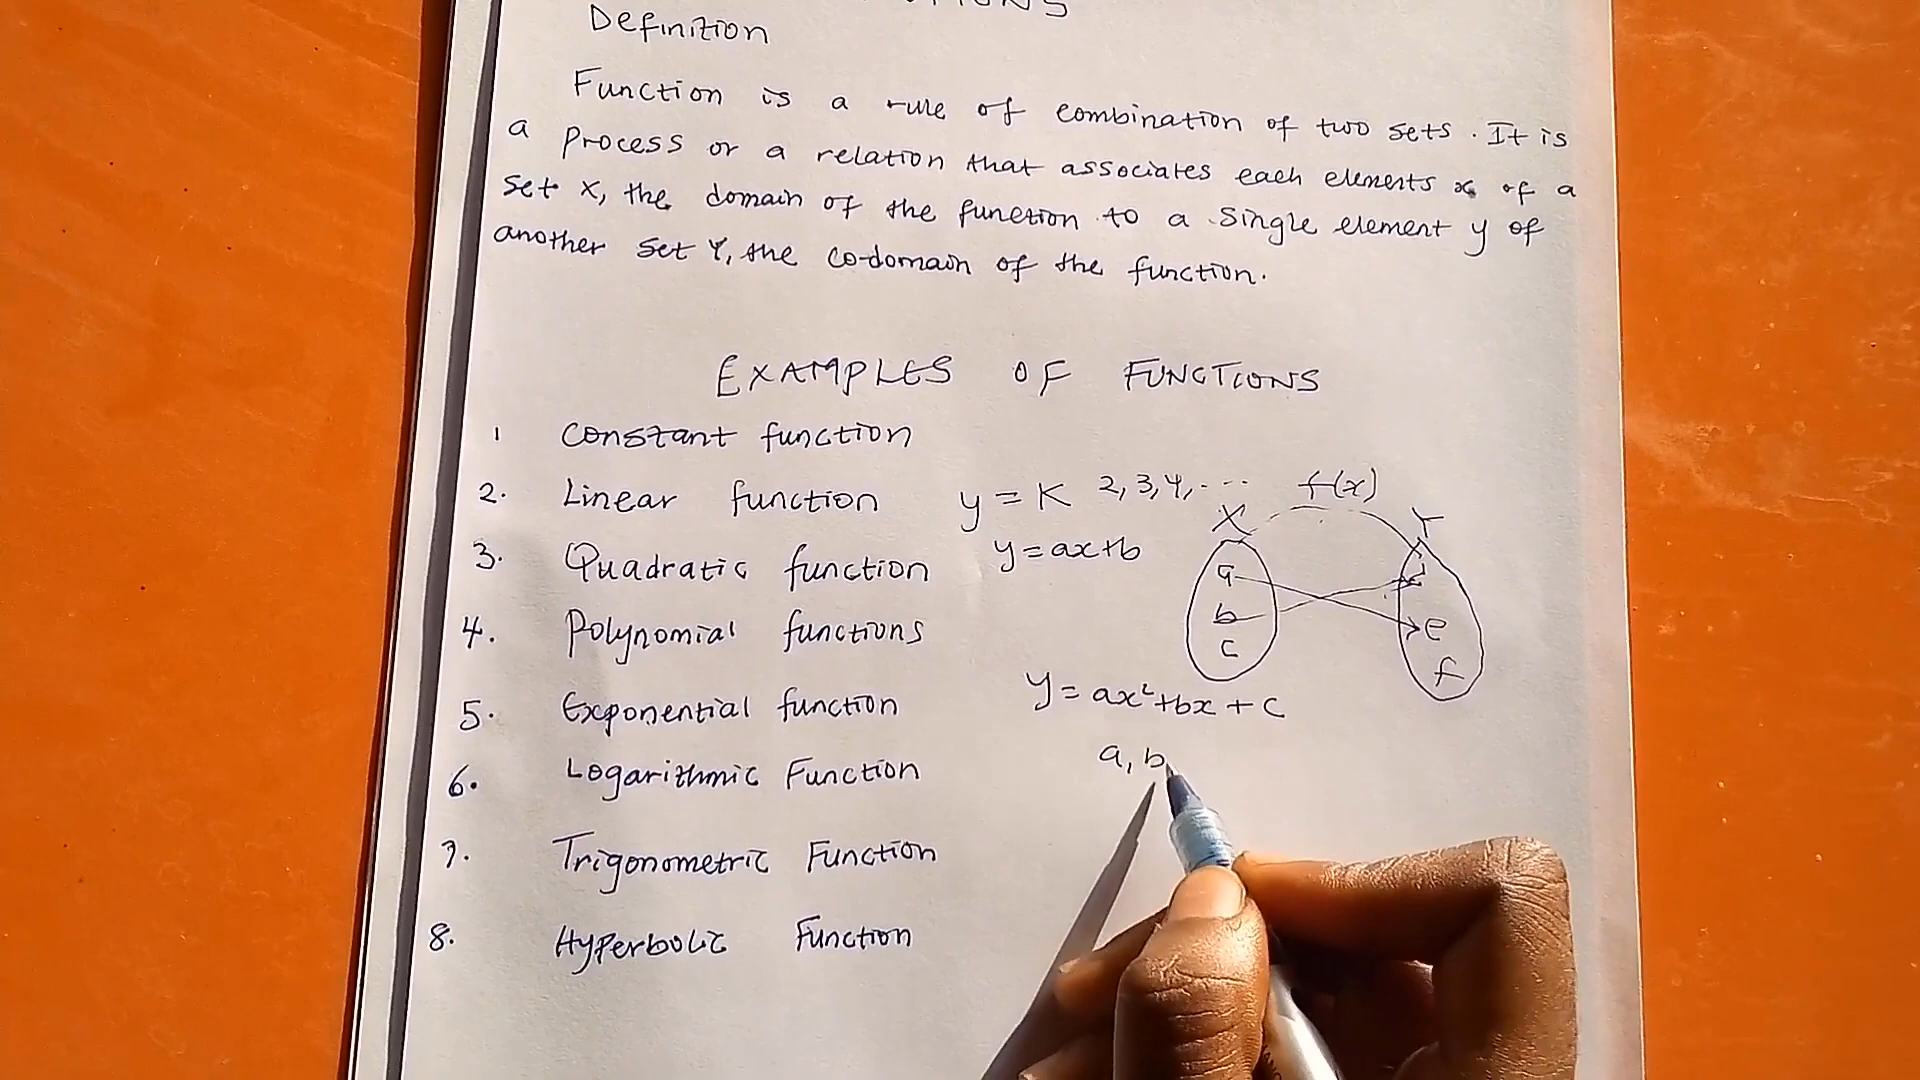 Definition
Function is a rule of combination of two sets. It is
a process or a relation that associates each elements x of a
set X, the domain of the function to a single element y of
another set Y, the co-domain of the function.
EXAMPLES OF FUNCTIONS
1 Constant function
2. Linear function
3. Quadratic function
4. Polynomial functions
5. Exponential function
6. Logarithmic Function
7. Trigonometric Function
8. Hyperbolic Function
y = K 2,3,4,...
f(x)
X Y
y=ax+b
a
b e
c f
y = ax²+bx+c
a, b